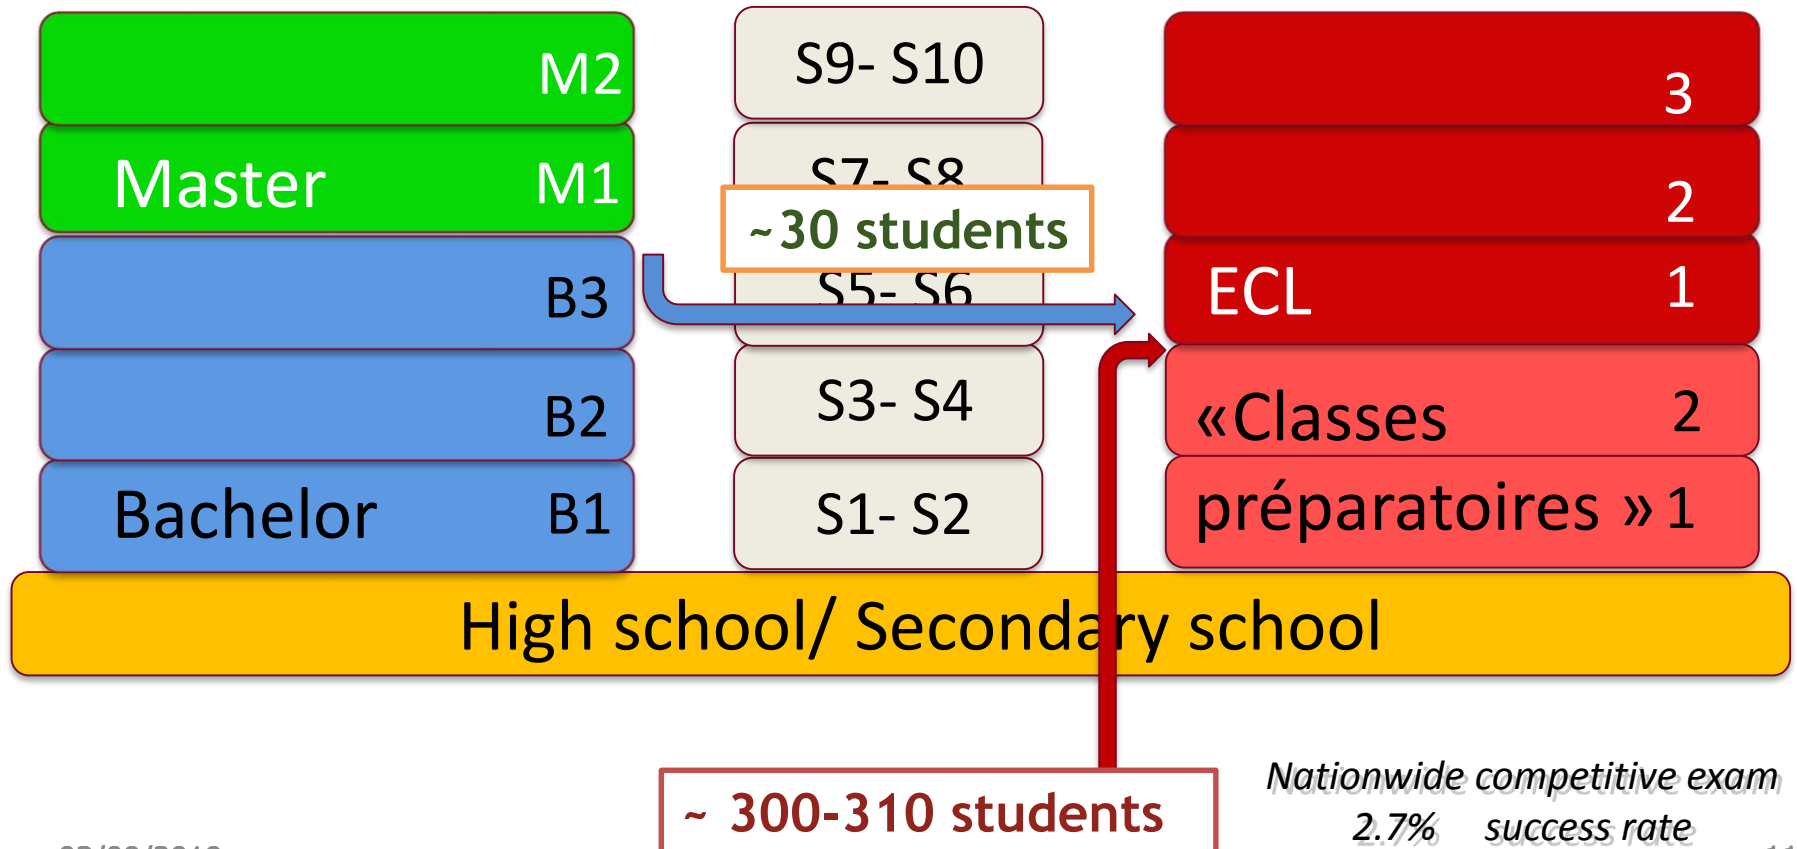 M2
S9- S10
3
Master
M1
S7- S8
2
~30 students
B3
S5- S6
ECL
1
B2
S3- S4
«Classes
2
Bachelor
B1
S1- S2
préparatoires »
1
High school/ Secondary school
~ 300-310 students
Nationwide competitive exam
2.7% success rate